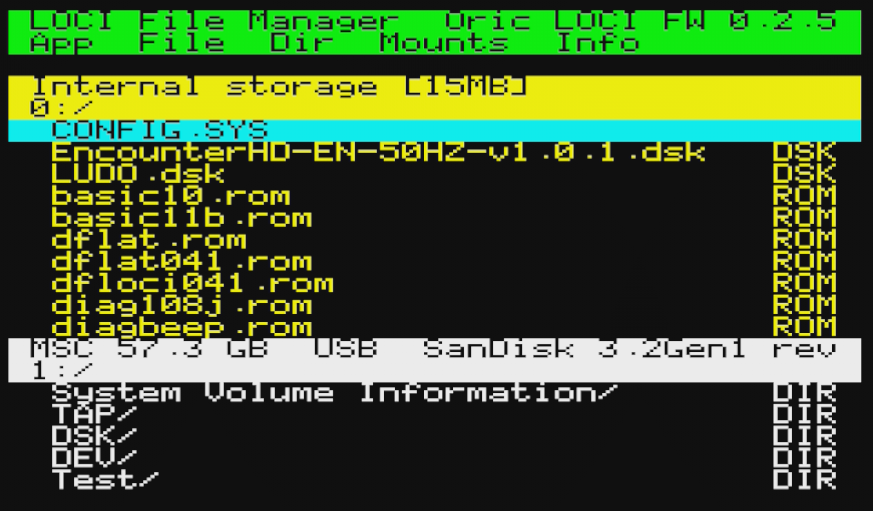 LOCI File Manager  Oric LOCI FW 0.2.5
App  File  Dir  Mounts  Info
Internal storage [15MB]
0:/
CONFIG.SYS
EncounterHD-EN-50HZ-v1.0.1.dsk   DSK
LUDO.dsk   DSK
basic10.rom   ROM
basic11b.rom   ROM
dflat.rom   ROM
dflat041.rom   ROM
dfloci041.rom   ROM
diag108j.rom   ROM
diagbeep.rom   ROM
MSC 57.3 GB  USB  SanDisk 3.2Gen1 rev
1:/
System Volume Information/   DIR
TAP/   DIR
DSK/   DIR
DEV/   DIR
Test/   DIR